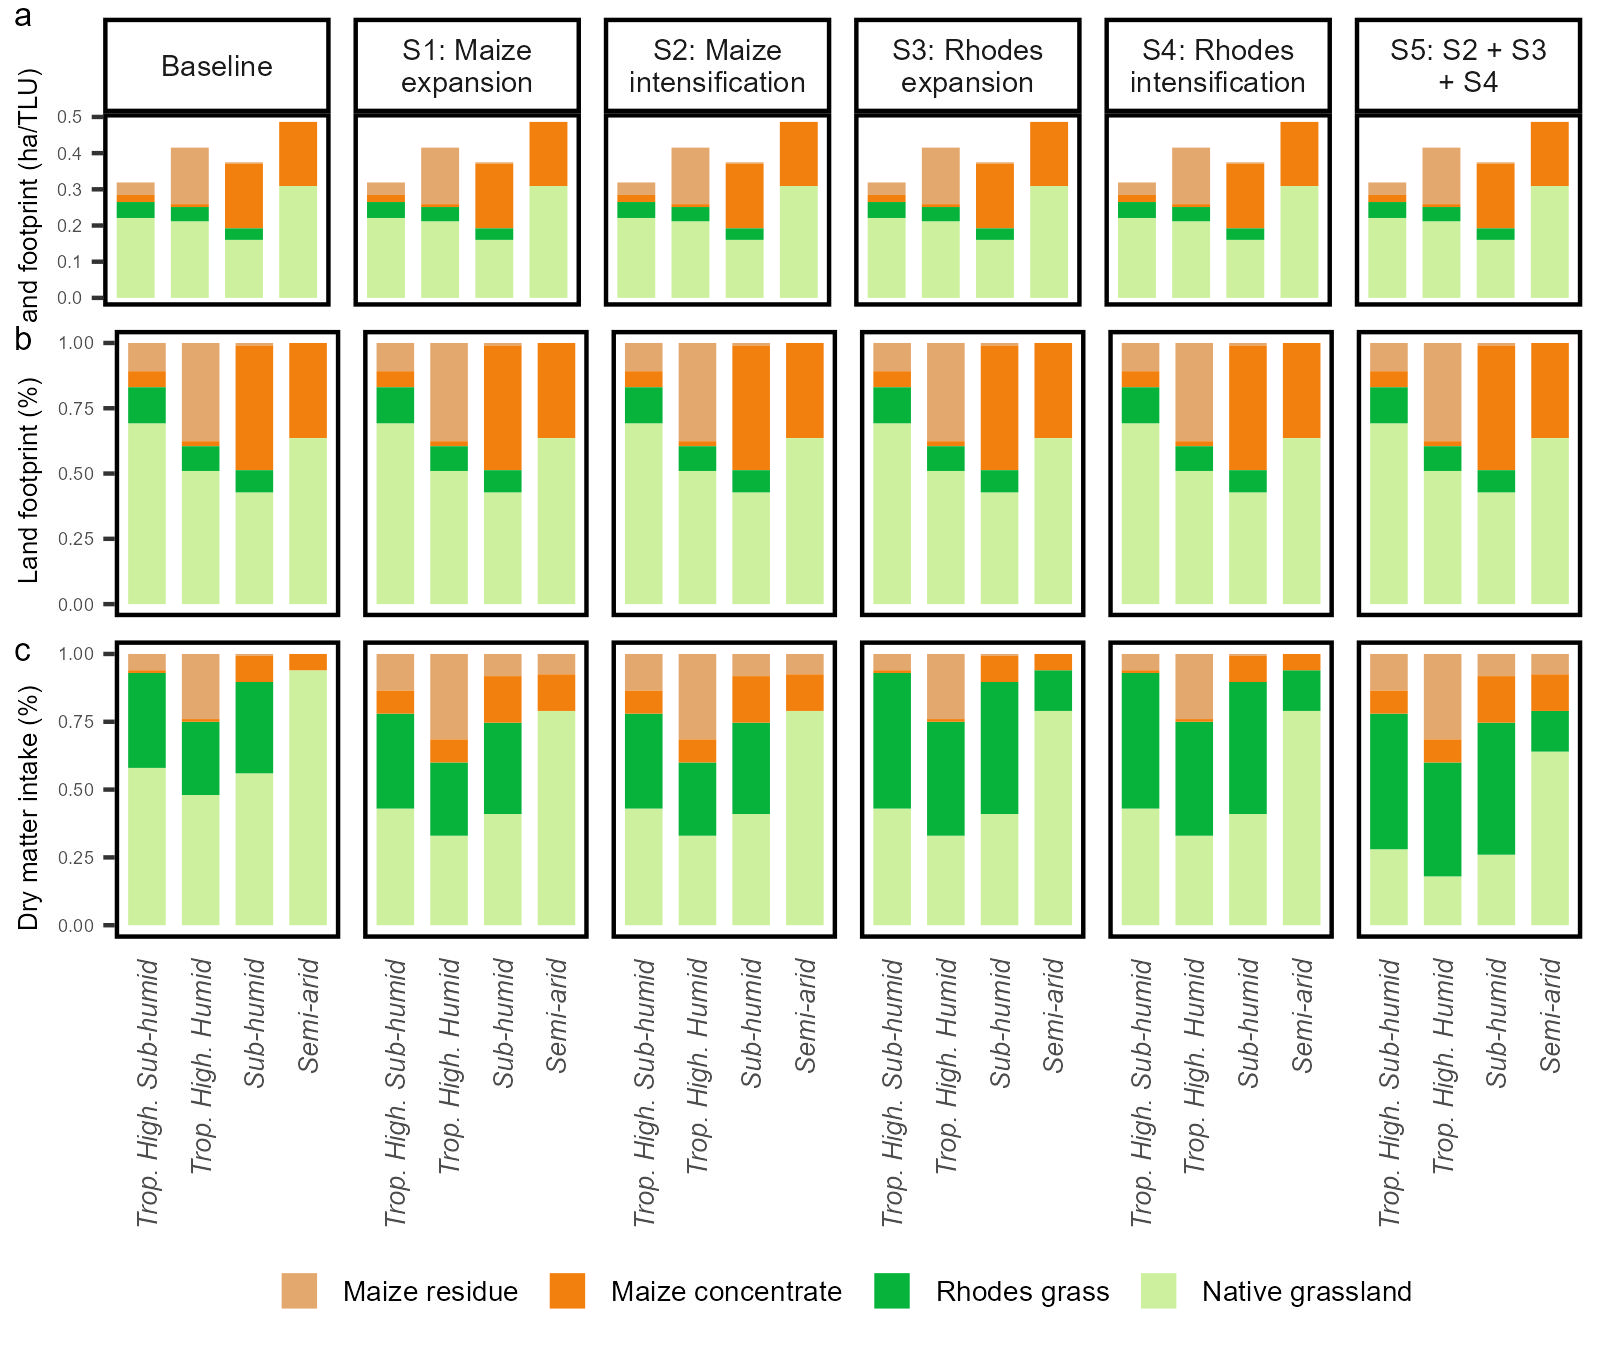 a
Baseline
S1: Maize
expansion
S2: Maize
intensification
S3: Rhodes
expansion
S4: Rhodes
intensification
S5: S2 + S3
+ S4
and footprint (ha/TLU)
0.5
0.4
0.3
0.2
0.1
0.0
b
Land footprint (%)
1.00
0.75
0.50
0.25
0.00
c
Dry matter intake (%)
1.00
0.75
0.50
0.25
0.00
Trop. High. Sub-humid
Trop. High. Humid
Sub-humid
Semi-arid
Trop. High. Sub-humid
Trop. High. Humid
Sub-humid
Semi-arid
Trop. High. Sub-humid
Trop. High. Humid
Sub-humid
Semi-arid
Trop. High. Sub-humid
Trop. High. Humid
Sub-humid
Semi-arid
Trop. High. Sub-humid
Trop. High. Humid
Sub-humid
Semi-arid
Trop. High. Sub-humid
Trop. High. Humid
Sub-humid
Semi-arid
Maize residue
Maize concentrate
Rhodes grass
Native grassland